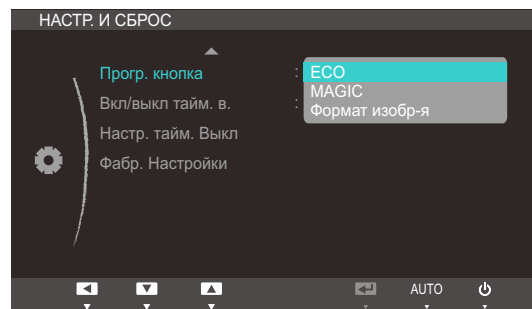 НАСТР. И СБРОС
Прогр. кнопка : ECO
MAGIC
Вкл/выкл тайм. в. : Формат изобр-я
Настр. тайм. Выкл
Фабр. Настройки
AUTO